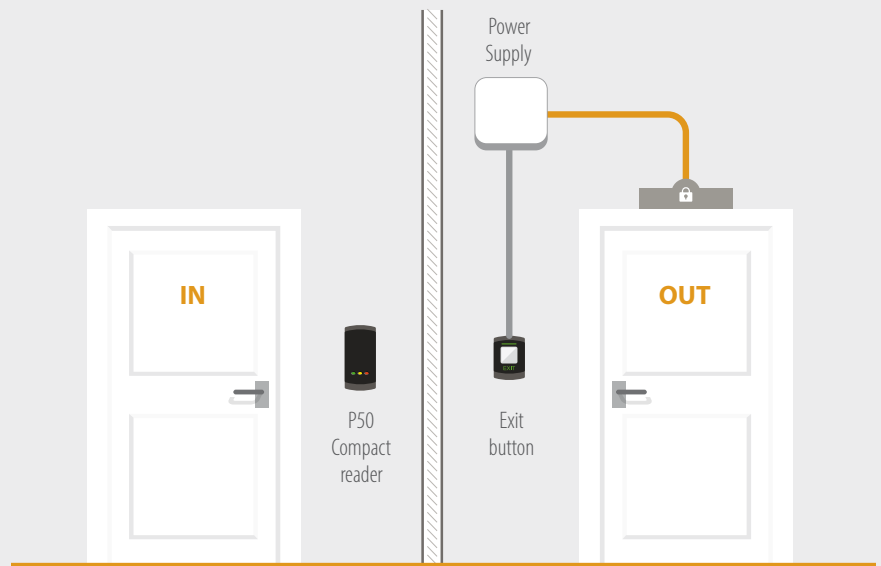 Power
Supply
IN
OUT
EXIT
P50
Compact
reader
Exit
button